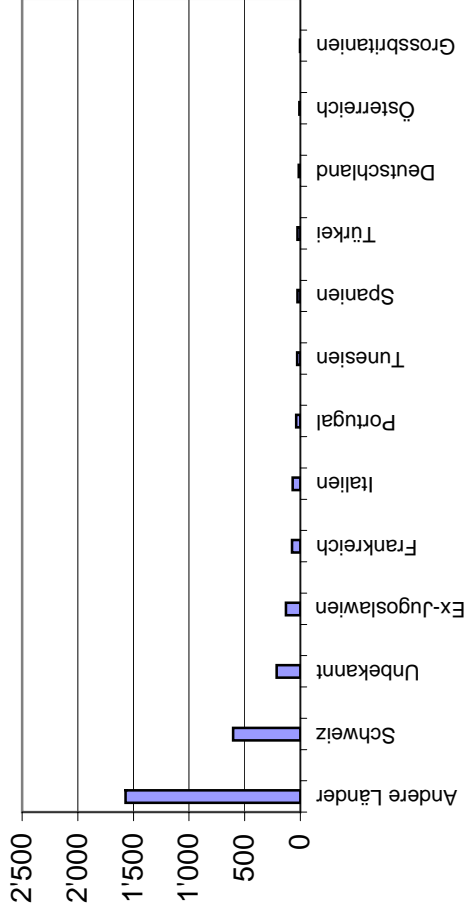 2'500
2'000
1'500
1'000
500
0
Andere Länder
Schweiz
Unbekannt
Ex-Jugoslawien
Frankreich
Italien
Portugal
Tunesien
Spanien
Türkei
Deutschland
Österreich
Grossbritanien